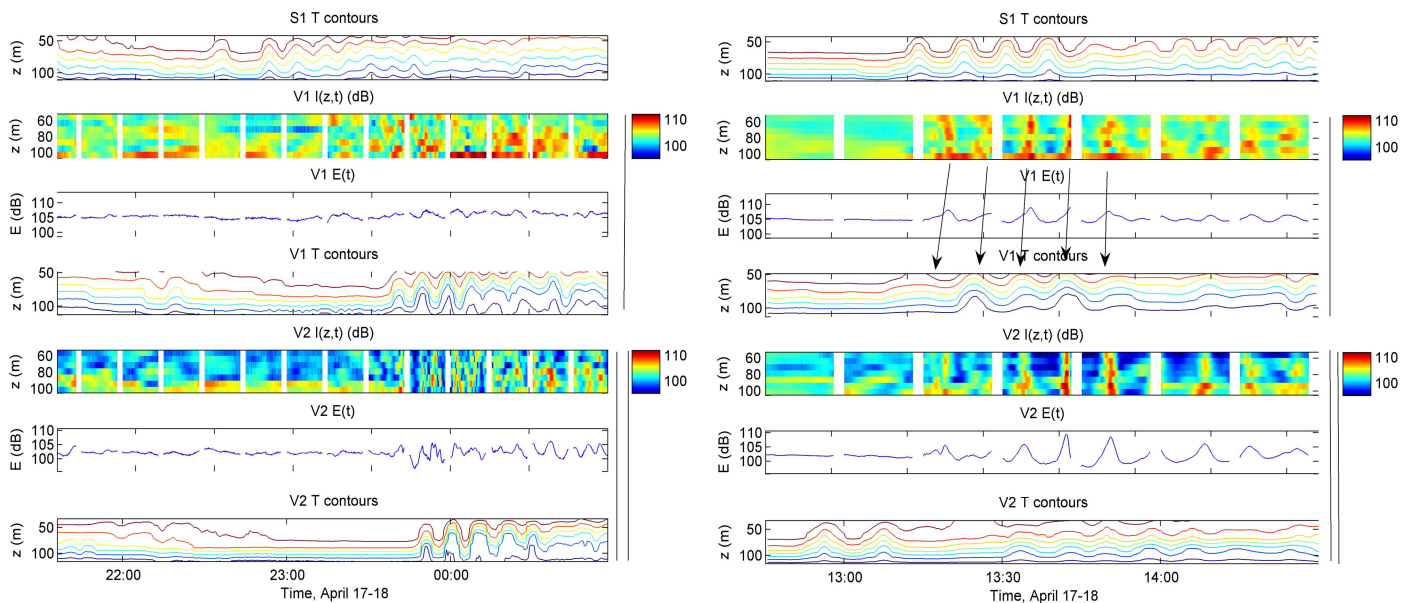 S1 T contours
z (m)
50
100
V1 I(z,t) (dB)
z (m)
60
80
100
110
100
V1 E(t)
E (dB)
110
105
100
V1 T contours
z (m)
50
100
V2 I(z,t) (dB)
z (m)
60
80
100
110
100
V2 E(t)
E (dB)
110
105
100
V2 T contours
z (m)
50
100
22:00
23:00
00:00
Time, April 17-18
S1 T contours
z (m)
50
100
V1 I(z,t) (dB)
z (m)
60
80
100
110
100
V1 E(t)
E (dB)
110
105
100
V1 T contours
z (m)
50
100
V2 I(z,t) (dB)
z (m)
60
80
100
110
100
V2 E(t)
E (dB)
110
105
100
V2 T contours
z (m)
50
100
13:00
13:30
14:00
Time, April 17-18